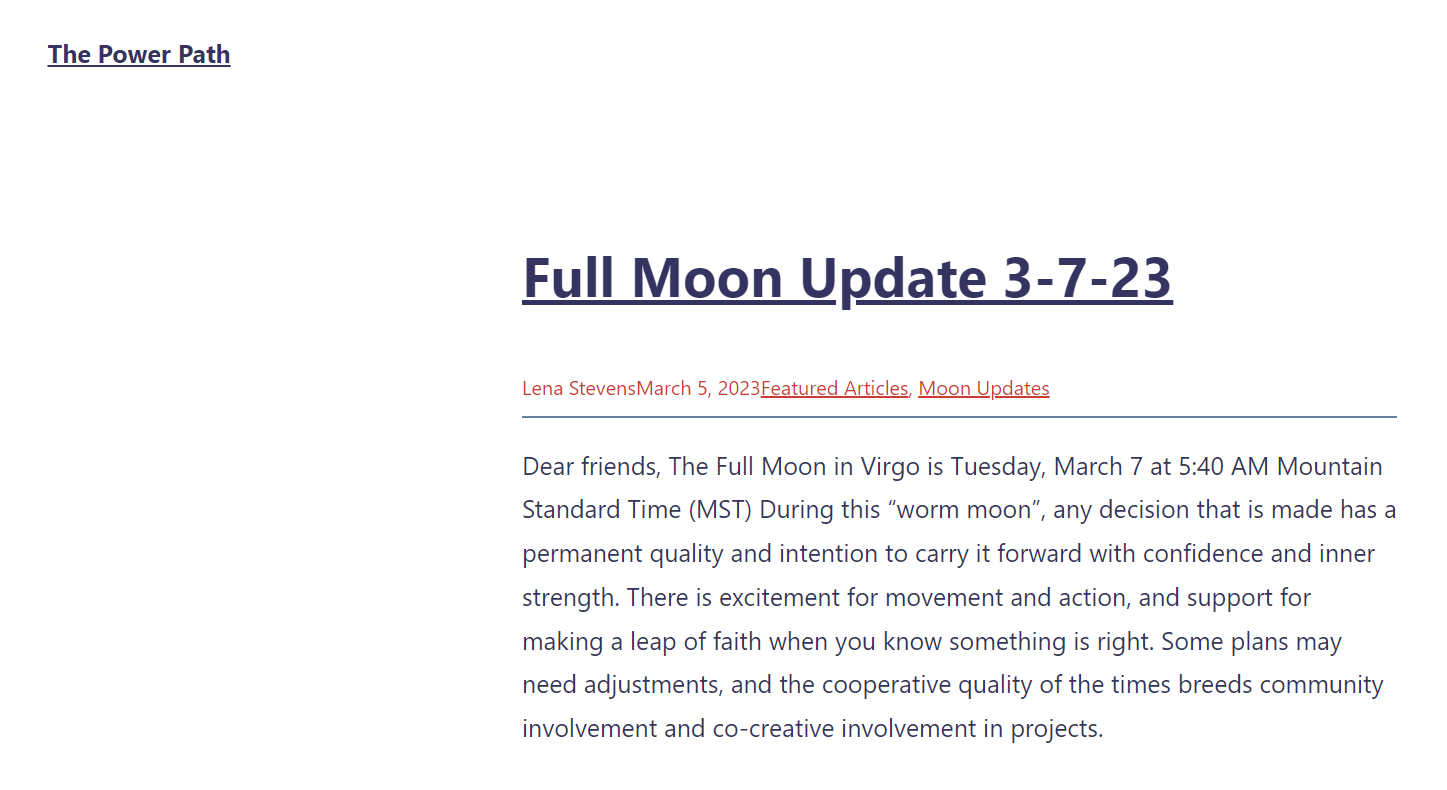 The Power Path
Full Moon Update 3-7-23
Lena StevensMarch 5, 2023Featured Articles, Moon Updates
Dear friends, The Full Moon in Virgo is Tuesday, March 7 at 5:40 AM Mountain
Standard Time (MST) During this “worm moon”, any decision that is made has a
permanent quality and intention to carry it forward with confidence and inner
strength. There is excitement for movement and action, and support for
making a leap of faith when you know something is right. Some plans may
need adjustments, and the cooperative quality of the times breeds community
involvement and co-creative involvement in projects.